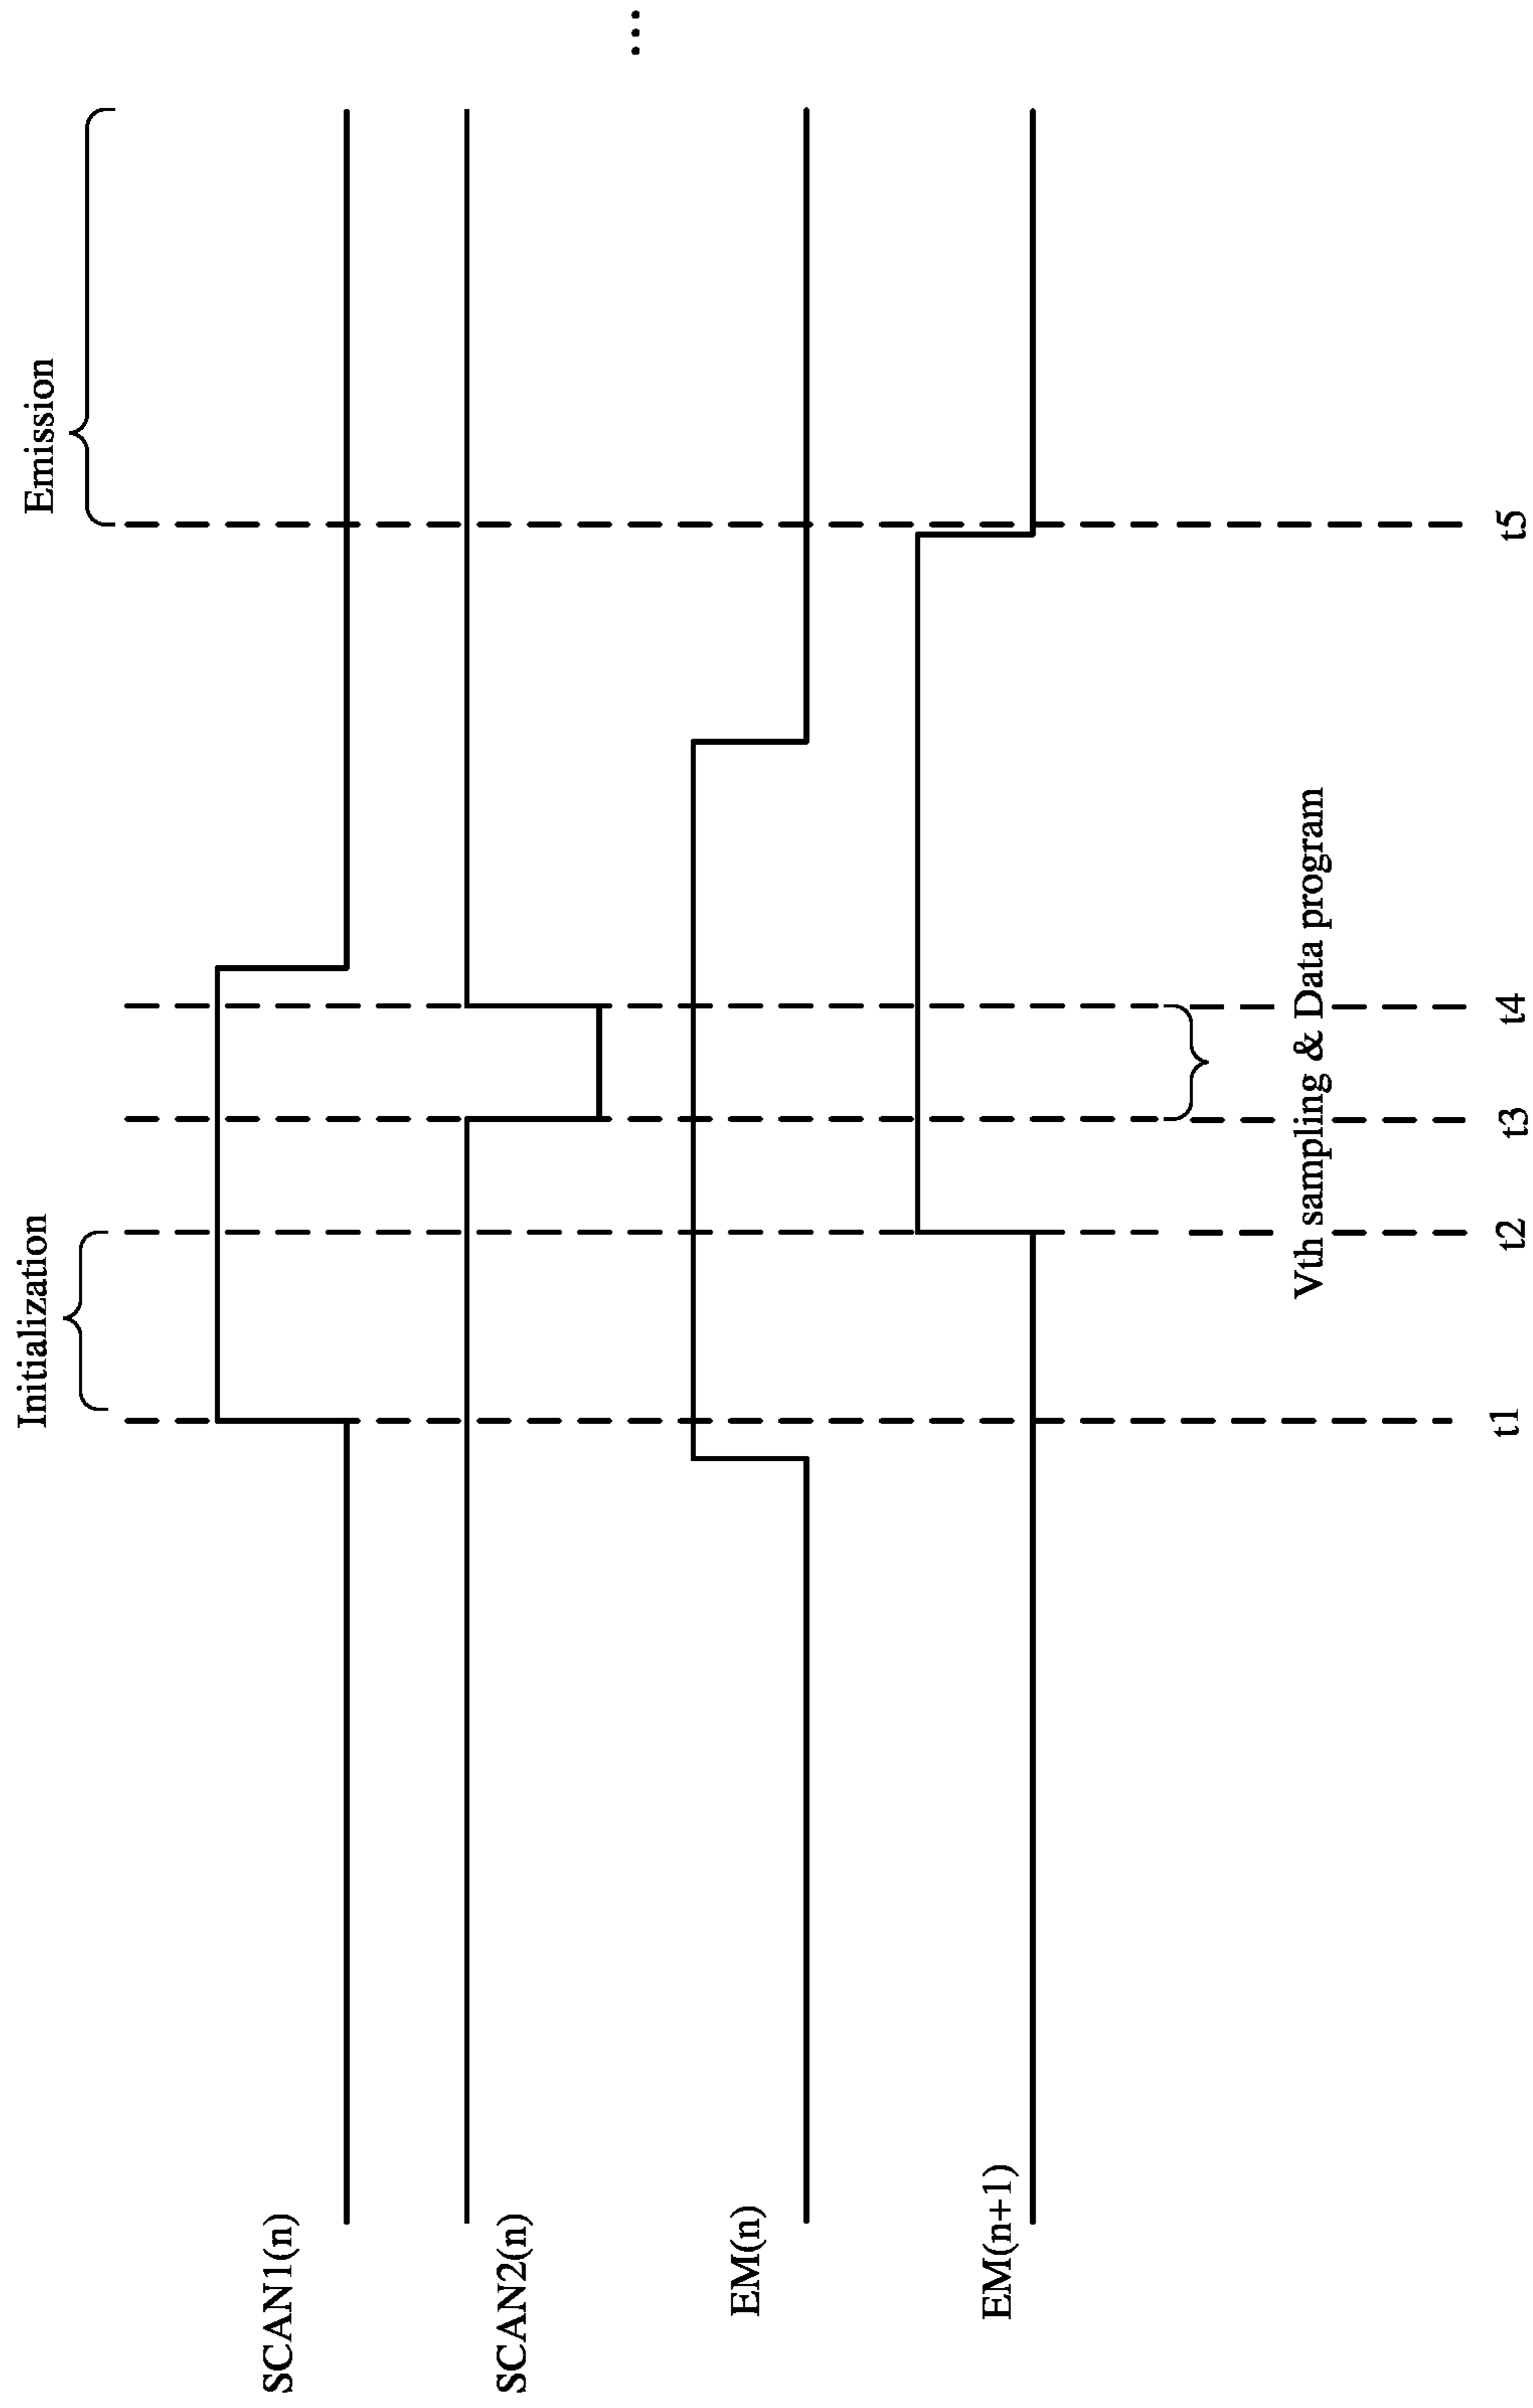 Initialization
Emission
SCAN1(n)
SCAN2(n)
...
EM(n)
EM(n+1)
Vth sampling & Data program
t1
t2
t3
t4
t5